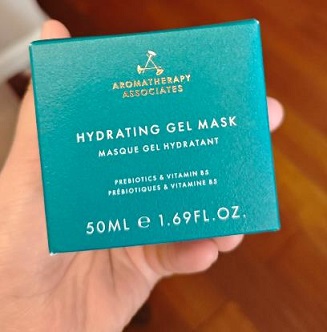 AROMATHERAPY
ASSOCIATES
HYDRATING GEL MASK
MASQUE GEL HYDRATANT
PREBIOTICS & VITAMIN B5
PRÉBIOTIQUES & VITAMINE B5
50ML ℮ 1.69FL.OZ.